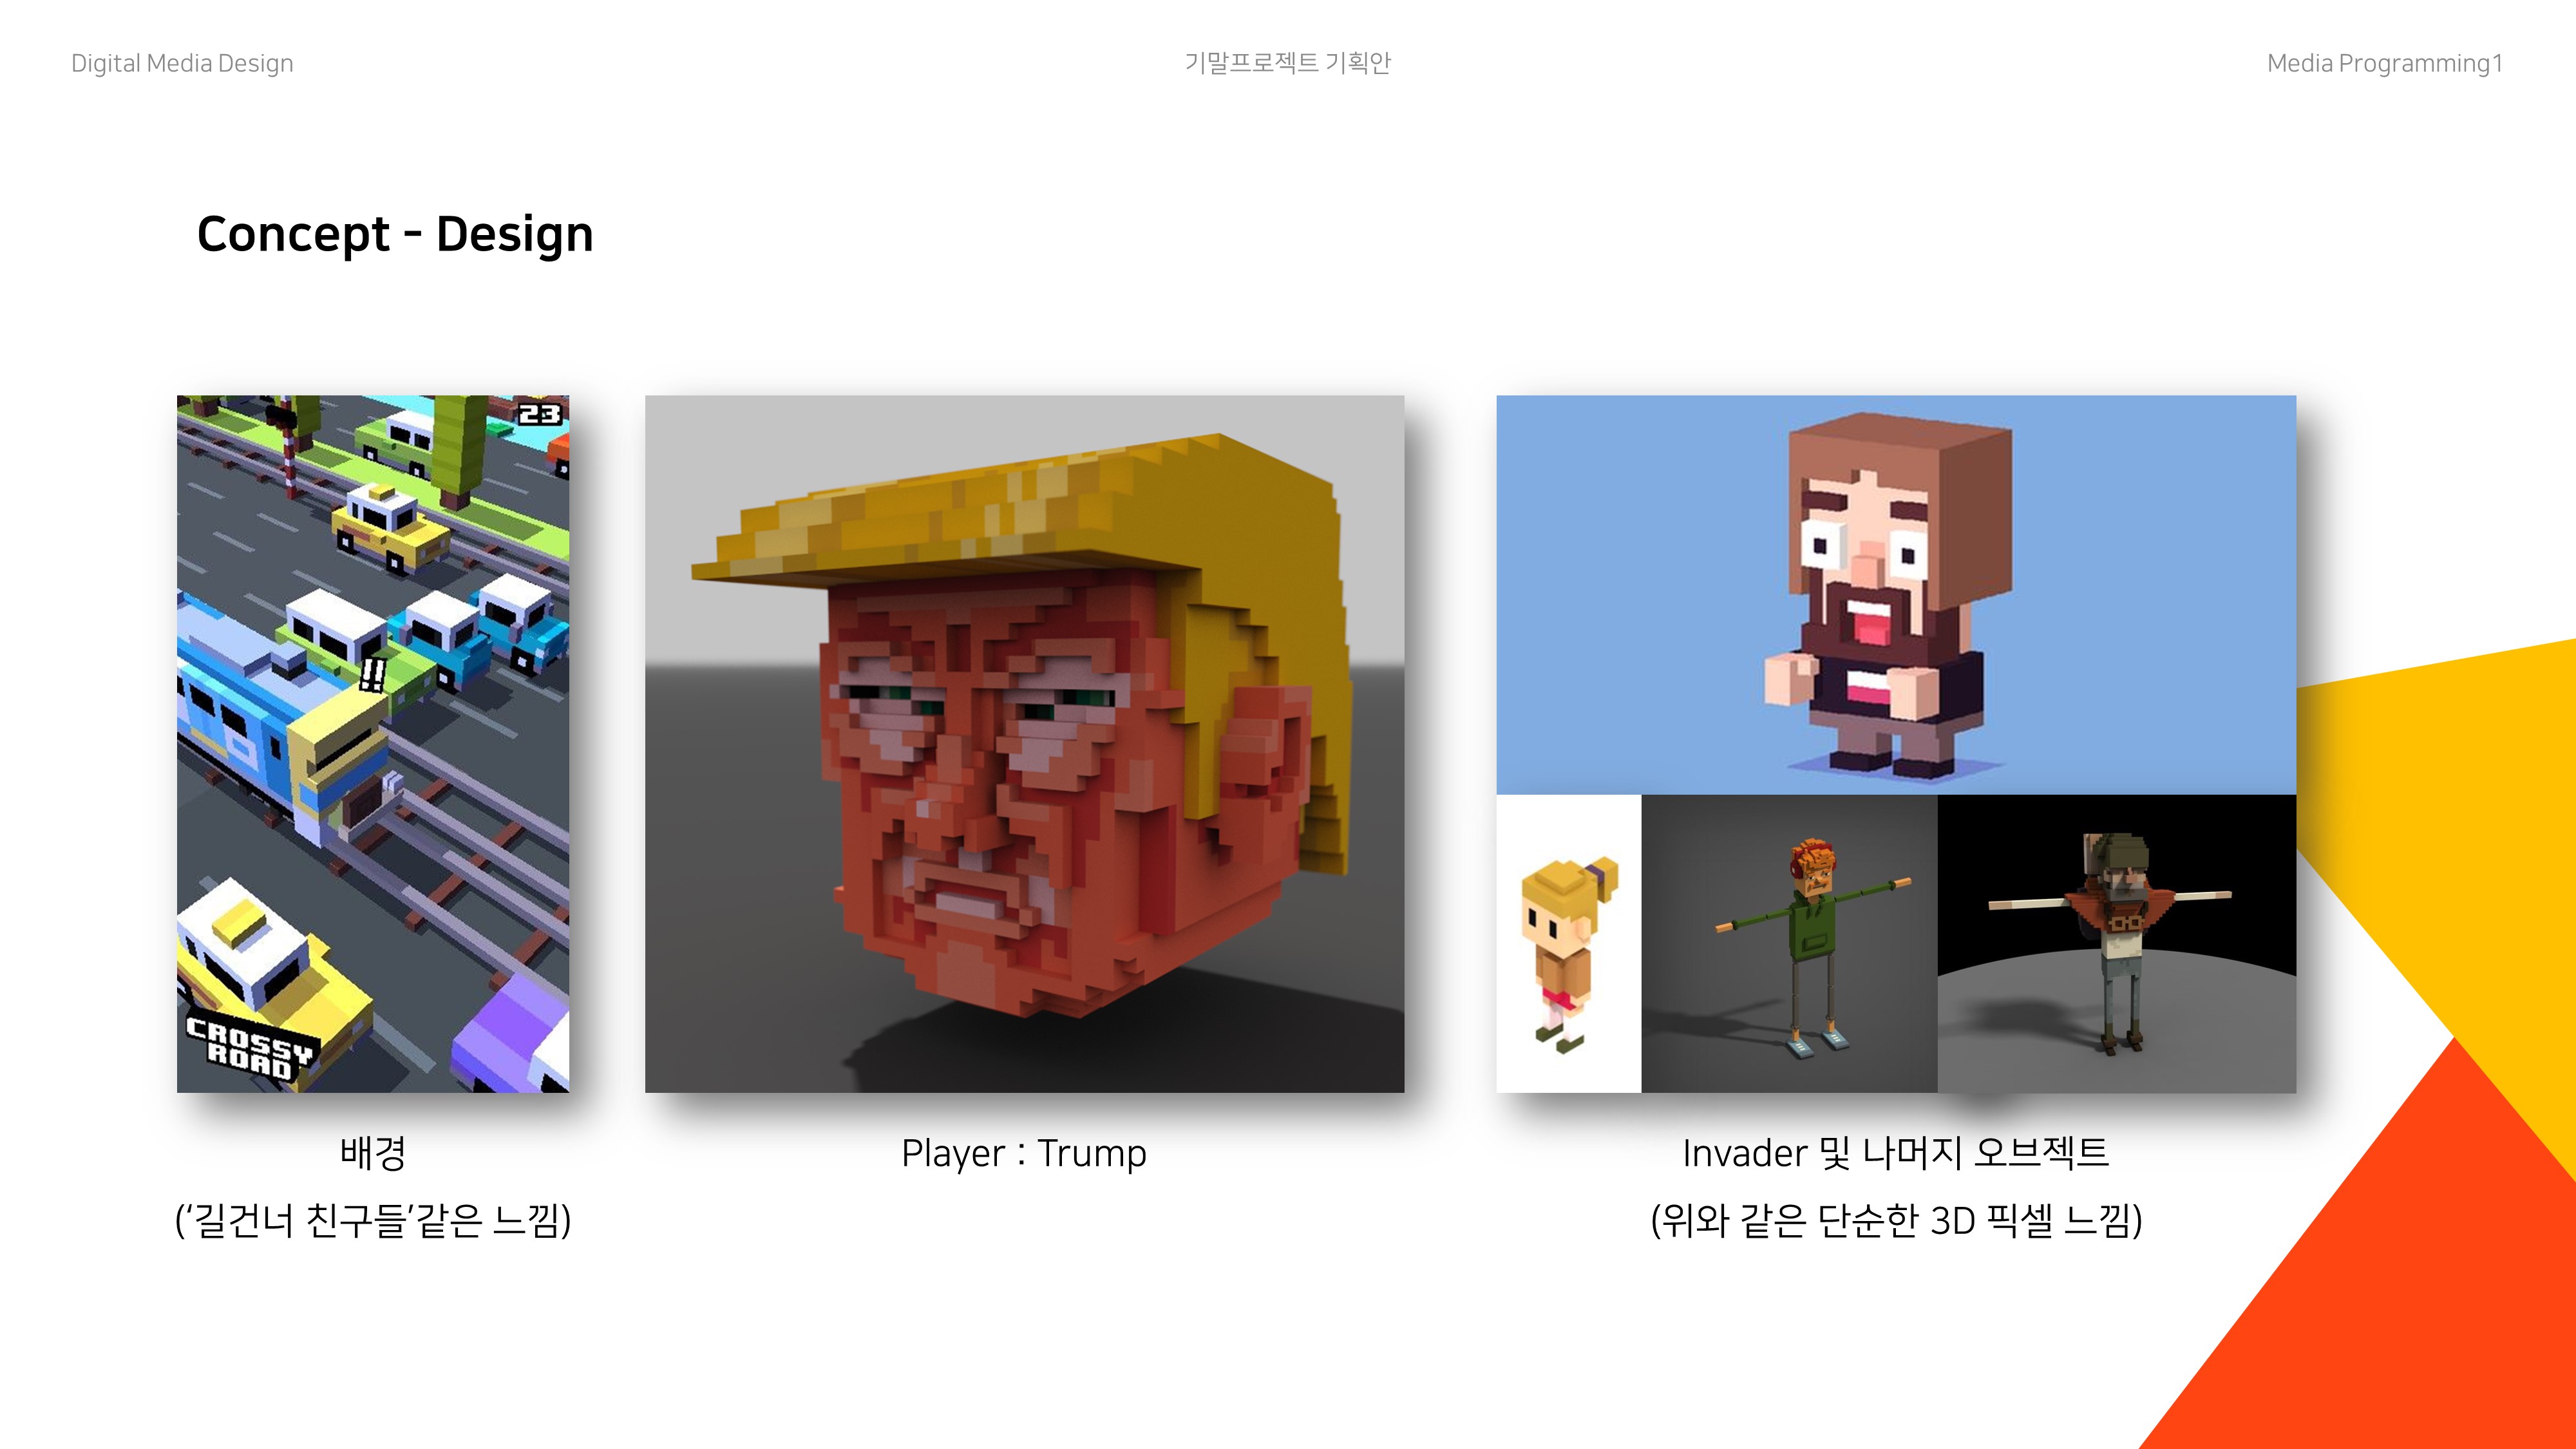 Digital Media Design
기말프로젝트 기획안
Media Programming1
Concept - Design
23
!!
CROSSY
ROAD
배경
(‘길건너 친구들’같은 느낌)
Player : Trump
Invader 및 나머지 오브젝트
(위와 같은 단순한 3D 픽셀 느낌)